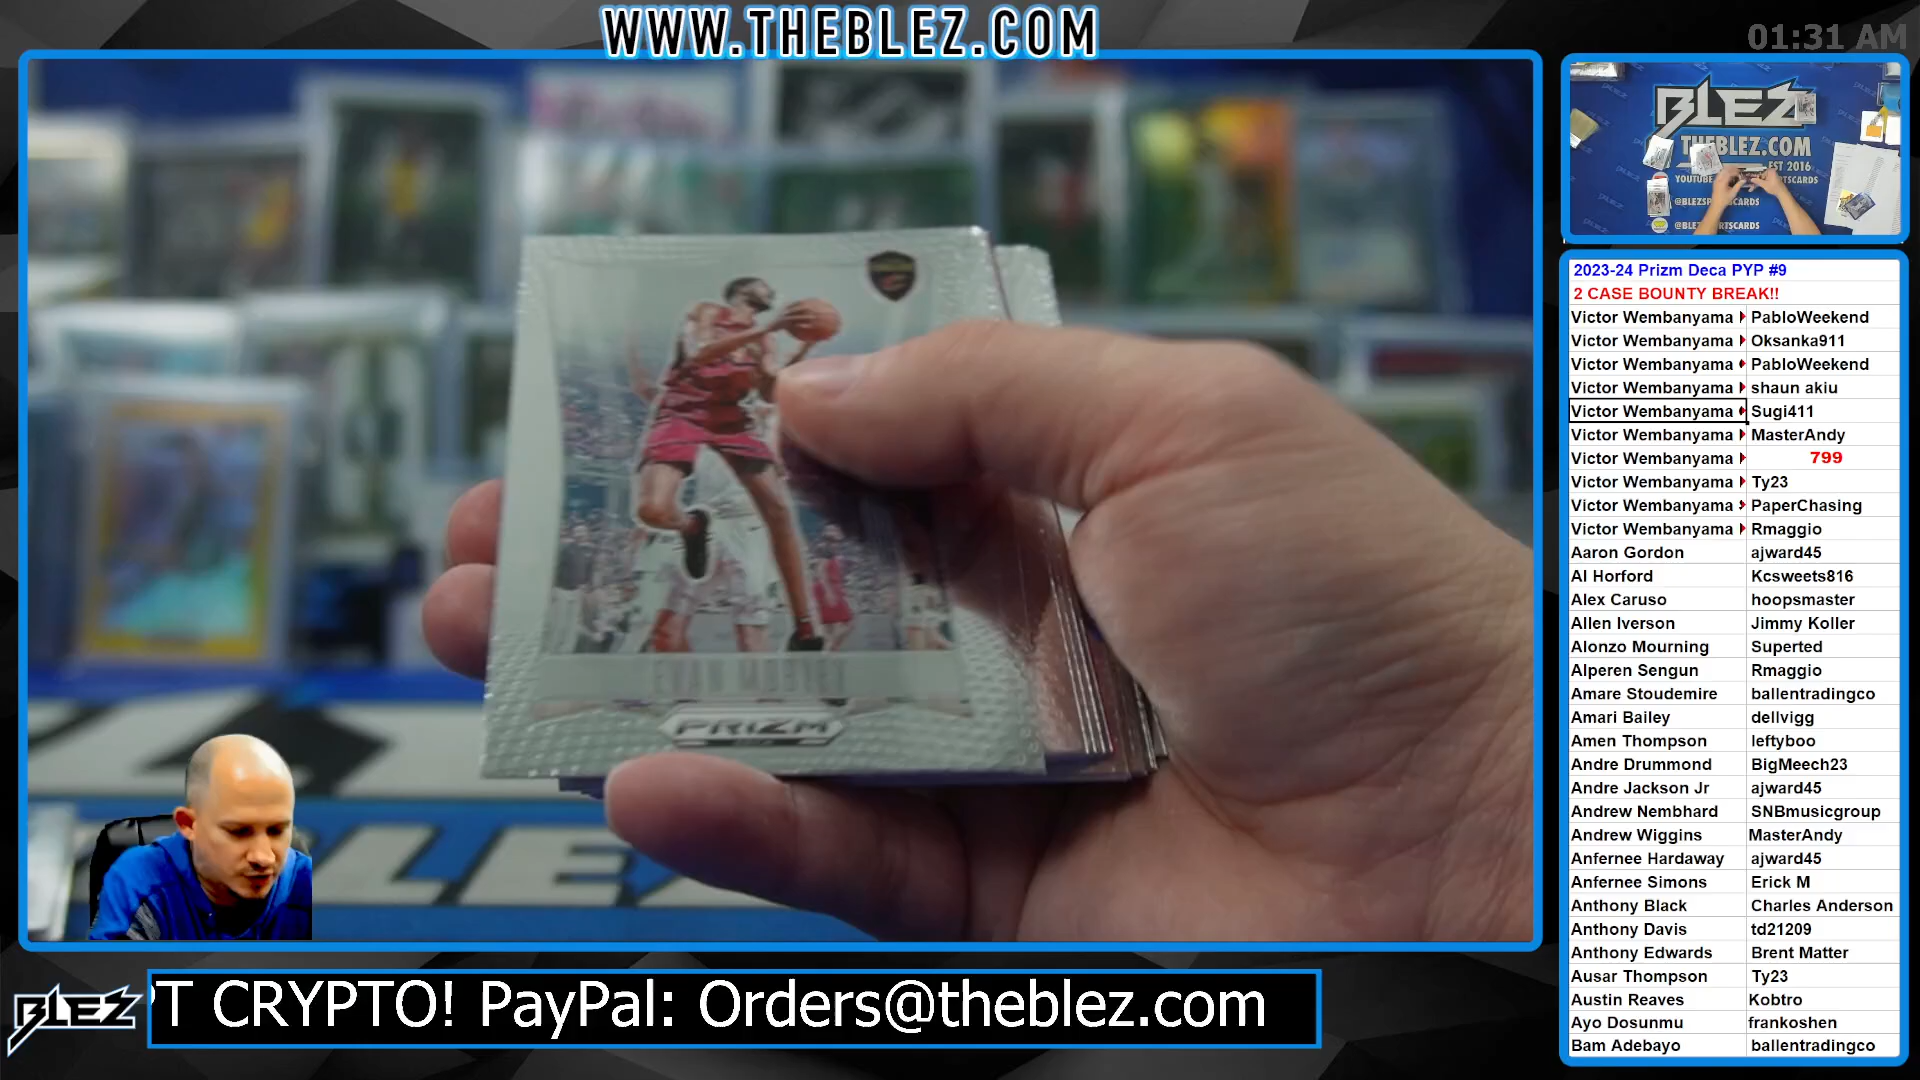 WWW.THEBLEZ.COM
01:31 AM
BLEZ
THEBLEZ.COM
EST 2016
@BLEZSPORTSCARDS
EVAN MOBLEY
PRIZM
2023-24 Prizm Deca PYP #9
2 CASE BOUNTY BREAK!!
Victor Wembanyama PabloWeekend
Victor Wembanyama Oksanka911
Victor Wembanyama PabloWeekend
Victor Wembanyama shaun akiu
Victor Wembanyama Sugi411
Victor Wembanyama MasterAndy
Victor Wembanyama 799
Victor Wembanyama Ty23
Victor Wembanyama PaperChasing
Victor Wembanyama Rmaggio
Aaron Gordon ajward45
Al Horford Kcsweets816
Alex Caruso hoopsmaster
Allen Iverson Jimmy Koller
Alonzo Mourning Superted
Alperen Sengun Rmaggio
Amare Stoudemire ballentradingco
Amari Bailey dellvigg
Amen Thompson leftyboo
Andre Drummond BigMeech23
Andre Jackson Jr ajward45
Andrew Nembhard SNBmusicgroup
Andrew Wiggins MasterAndy
Anfernee Hardaway ajward45
Anfernee Simons Erick M
Anthony Black Charles Anderson
Anthony Davis td21209
Anthony Edwards Brent Matter
Ausar Thompson Ty23
Austin Reaves Kobtro
Ayo Dosunmu frankoshen
Bam Adebayo ballentradingco
BLEZ
T CRYPTO! PayPal: Orders@theblez.com